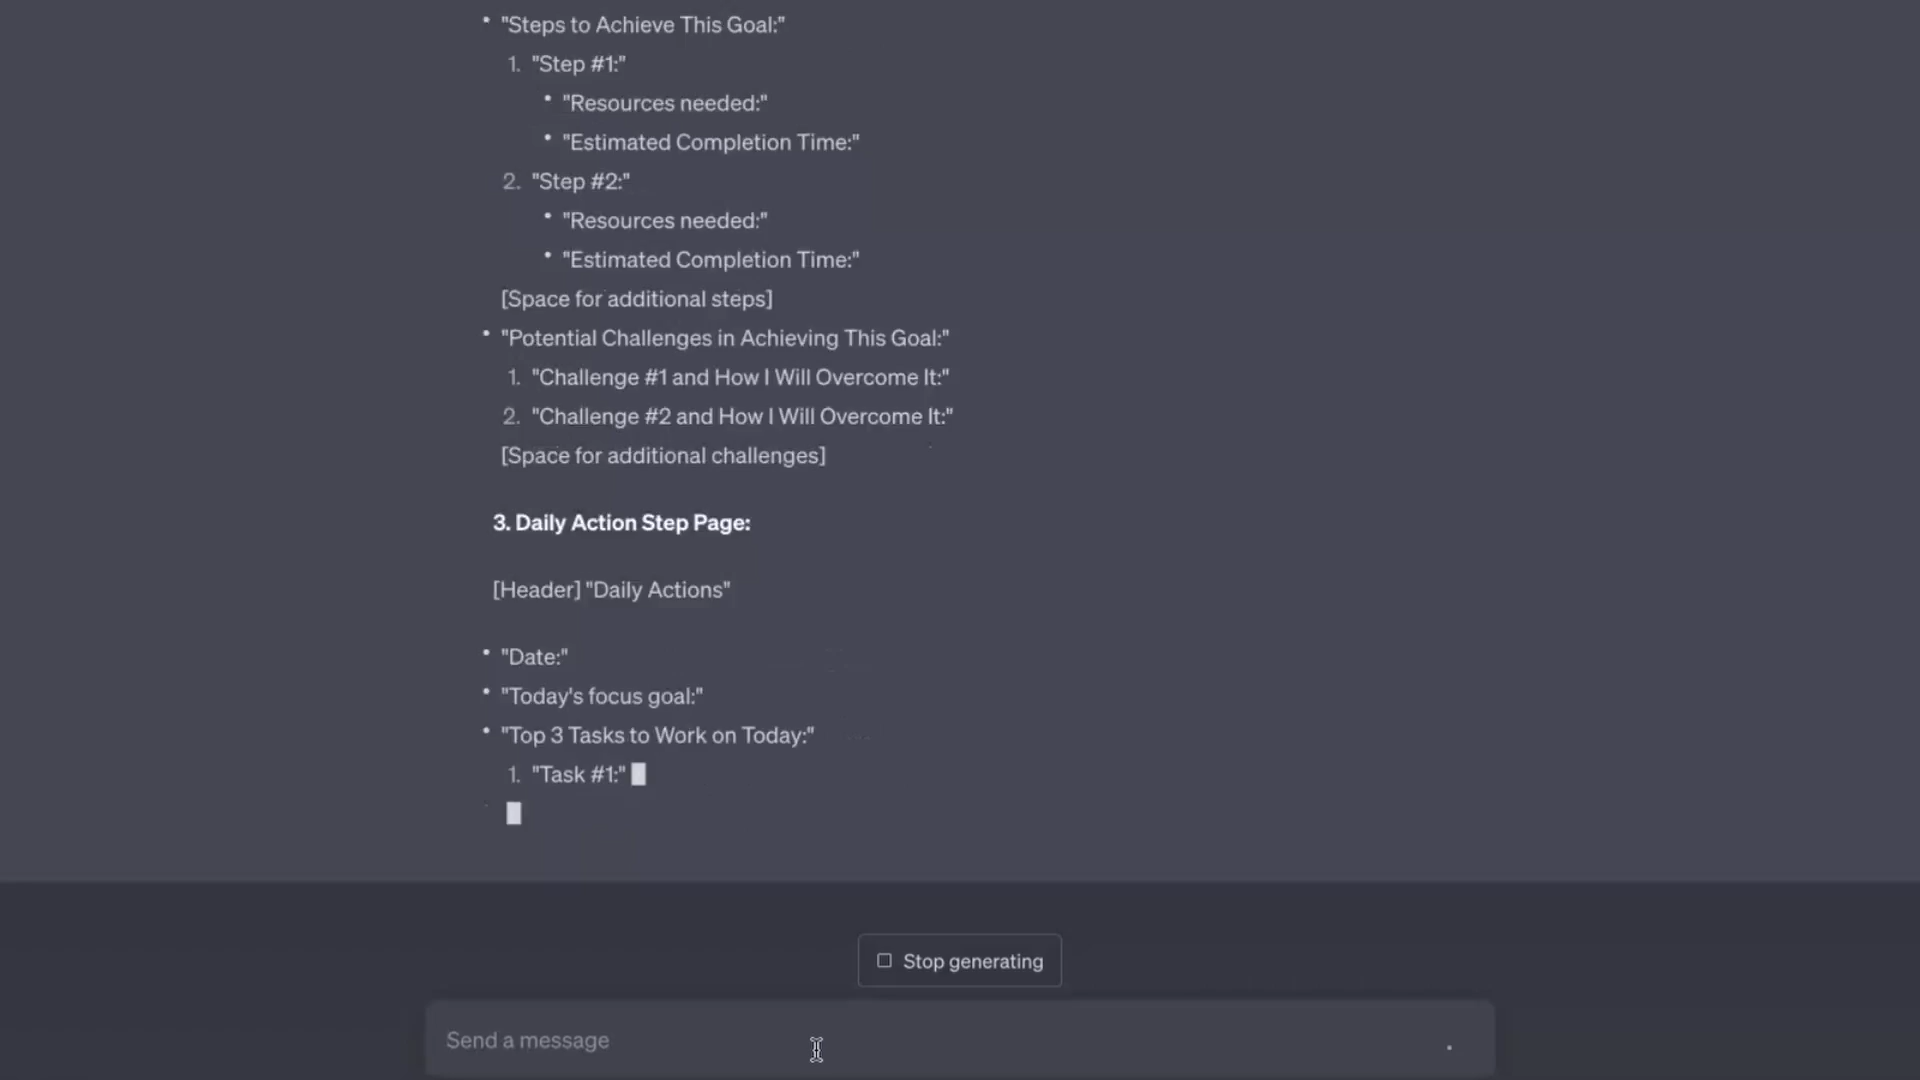 • "Steps to Achieve This Goal:"
1. "Step #1:"
• "Resources needed:"
• "Estimated Completion Time:"
2. "Step #2:"
• "Resources needed:"
• "Estimated Completion Time:"
[Space for additional steps]
• "Potential Challenges in Achieving This Goal:"
1. "Challenge #1 and How I Will Overcome It:"
2. "Challenge #2 and How I Will Overcome It:"
[Space for additional challenges]
3. Daily Action Step Page:
[Header] "Daily Actions"
• "Date:"
• "Today's focus goal:"
• "Top 3 Tasks to Work on Today:"
1. "Task #1:"
Stop generating
Send a message